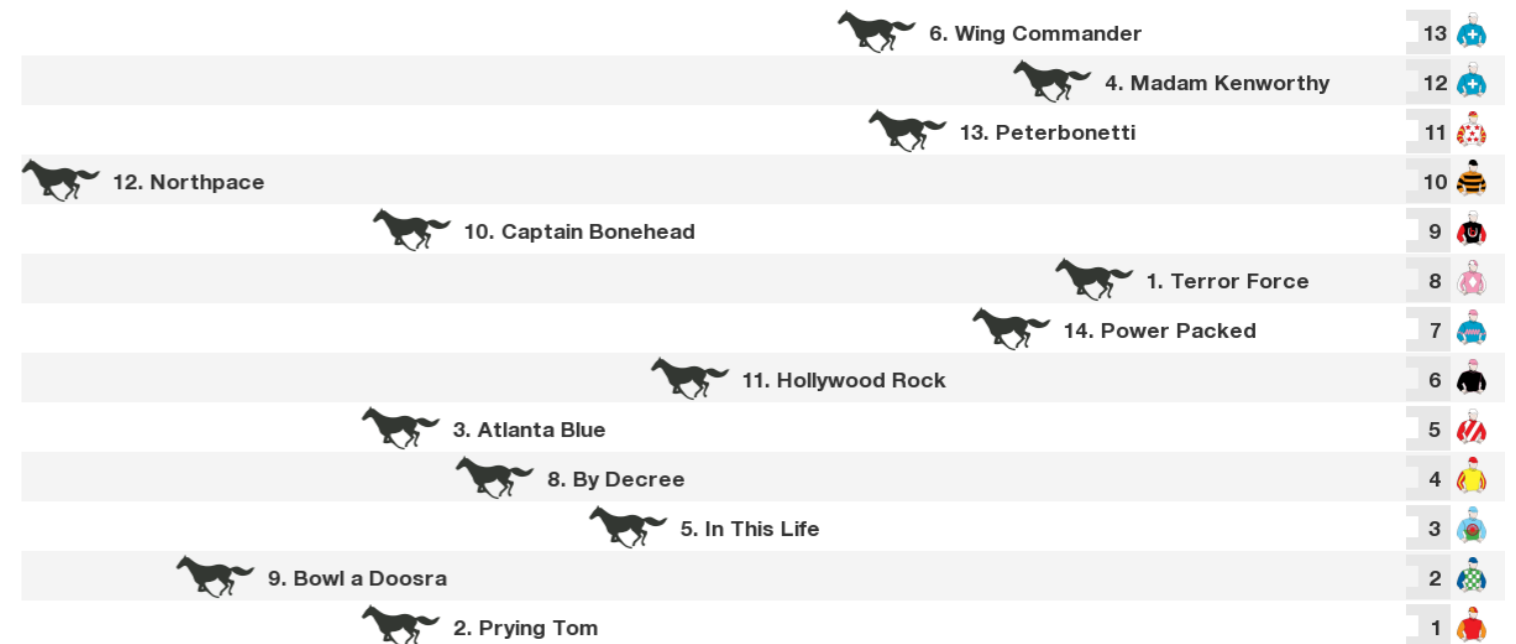 6. Wing Commander 13
4. Madam Kenworthy 12
13. Peterbonetti 11
12. Northpace 10
10. Captain Bonehead 9
1. Terror Force 8
14. Power Packed 7
11. Hollywood Rock 6
3. Atlanta Blue 5
8. By Decree 4
5. In This Life 3
9. Bowl a Doosra 2
2. Prying Tom 1